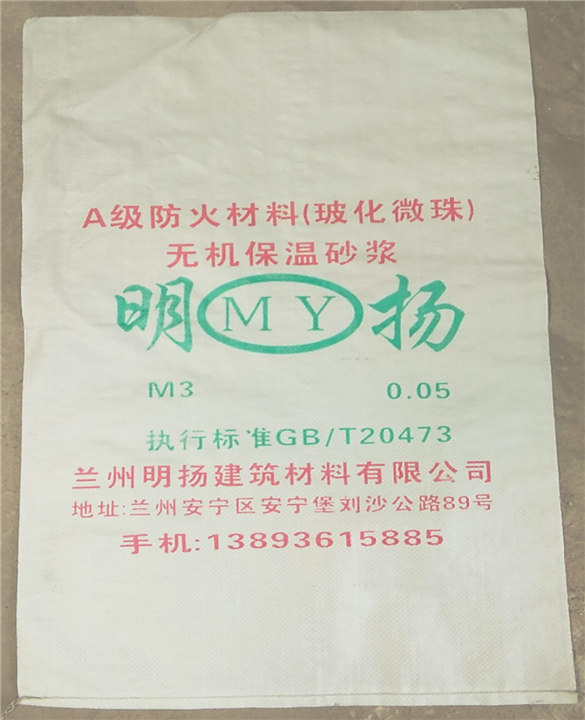 A级防火材料(玻化微珠)
无机保温砂浆
明 MY 扬
M3 0.05
执行标准GB/T20473
兰州明扬建筑材料有限公司
地址:兰州安宁区安宁堡刘沙公路89号
手机:13893615885